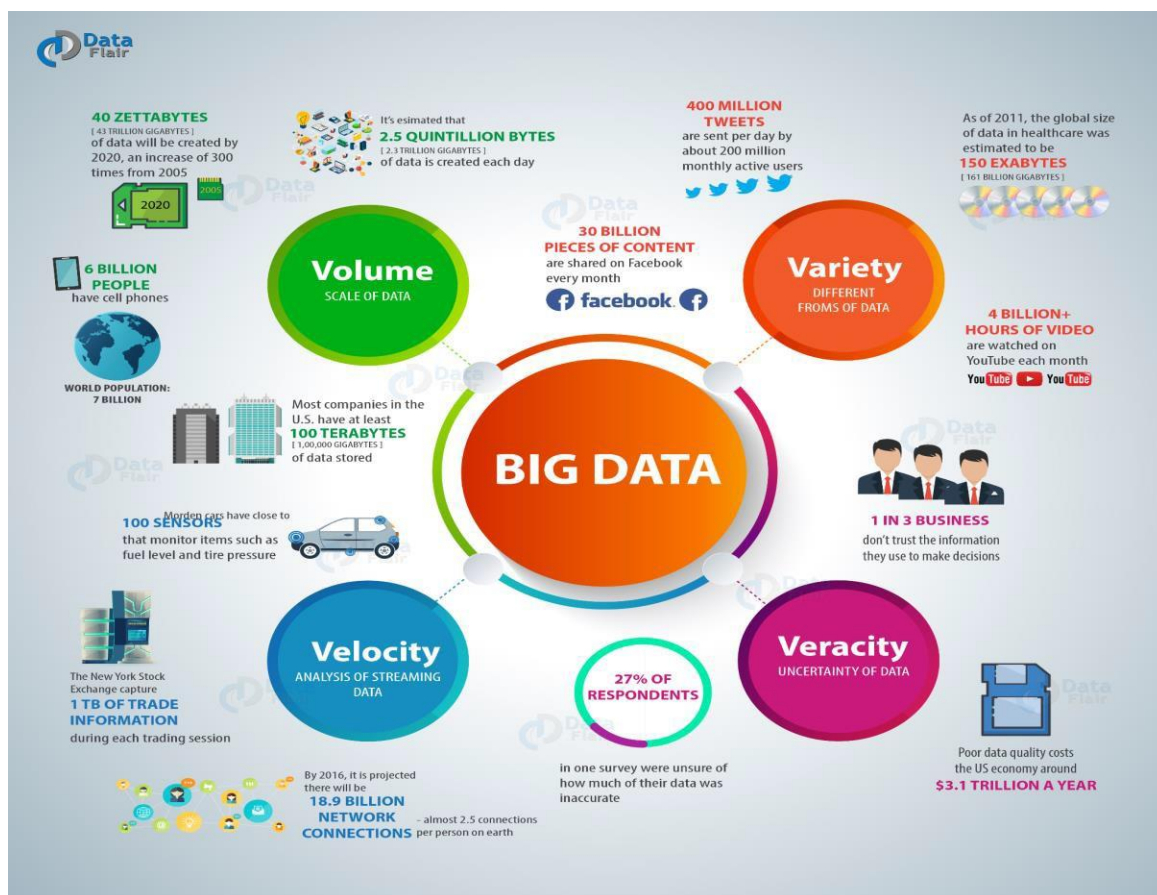 Data
Flair
40 ZETTABYTES
[ 43 TRILLION GIGABYTES ]
of data will be created by
2020, an increase of 300
times from 2005
2005
2020
It's esimated that
2.5 QUINTILLION BYTES
[ 2.3 TRILLION GIGABYTES ]
of data is created each day
400 MILLION
TWEETS
are sent per day by
about 200 million
monthly active users
As of 2011, the global size
of data in healthcare was
estimated to be
150 EXABYTES
[ 161 BILLION GIGABYTES ]
Volume
SCALE OF DATA
30 BILLION
PIECES OF CONTENT
are shared on Facebook
every month
facebook.
Variety
DIFFERENT
FROMS OF DATA
6 BILLION
PEOPLE
have cell phones
WORLD POPULATION:
7 BILLION
4 BILLION+
HOURS OF VIDEO
are watched on
YouTube each month
YouTube YouTube
Most companies in the
U.S. have at least
100 TERABYTES
[ 1,00,000 GIGABYTES ]
of data stored
BIG DATA
Morden cars have close to
100 SENSORS
that monitor items such as
fuel level and tire pressure
1 IN 3 BUSINESS
don't trust the information
they use to make decisions
Velocity
ANALYSIS OF STREAMING
DATA
27% OF
RESPONDENTS
in one survey were unsure of
how much of their data was
inaccurate
Veracity
UNCERTAINTY OF DATA
The New York Stock
Exchange capture
1 TB OF TRADE
INFORMATION
during each trading session
Poor data quality costs
the US economy around
$3.1 TRILLION A YEAR
By 2016, it is projected
there will be
18.9 BILLION
NETWORK
CONNECTIONS
- almost 2.5 connections
per person on earth